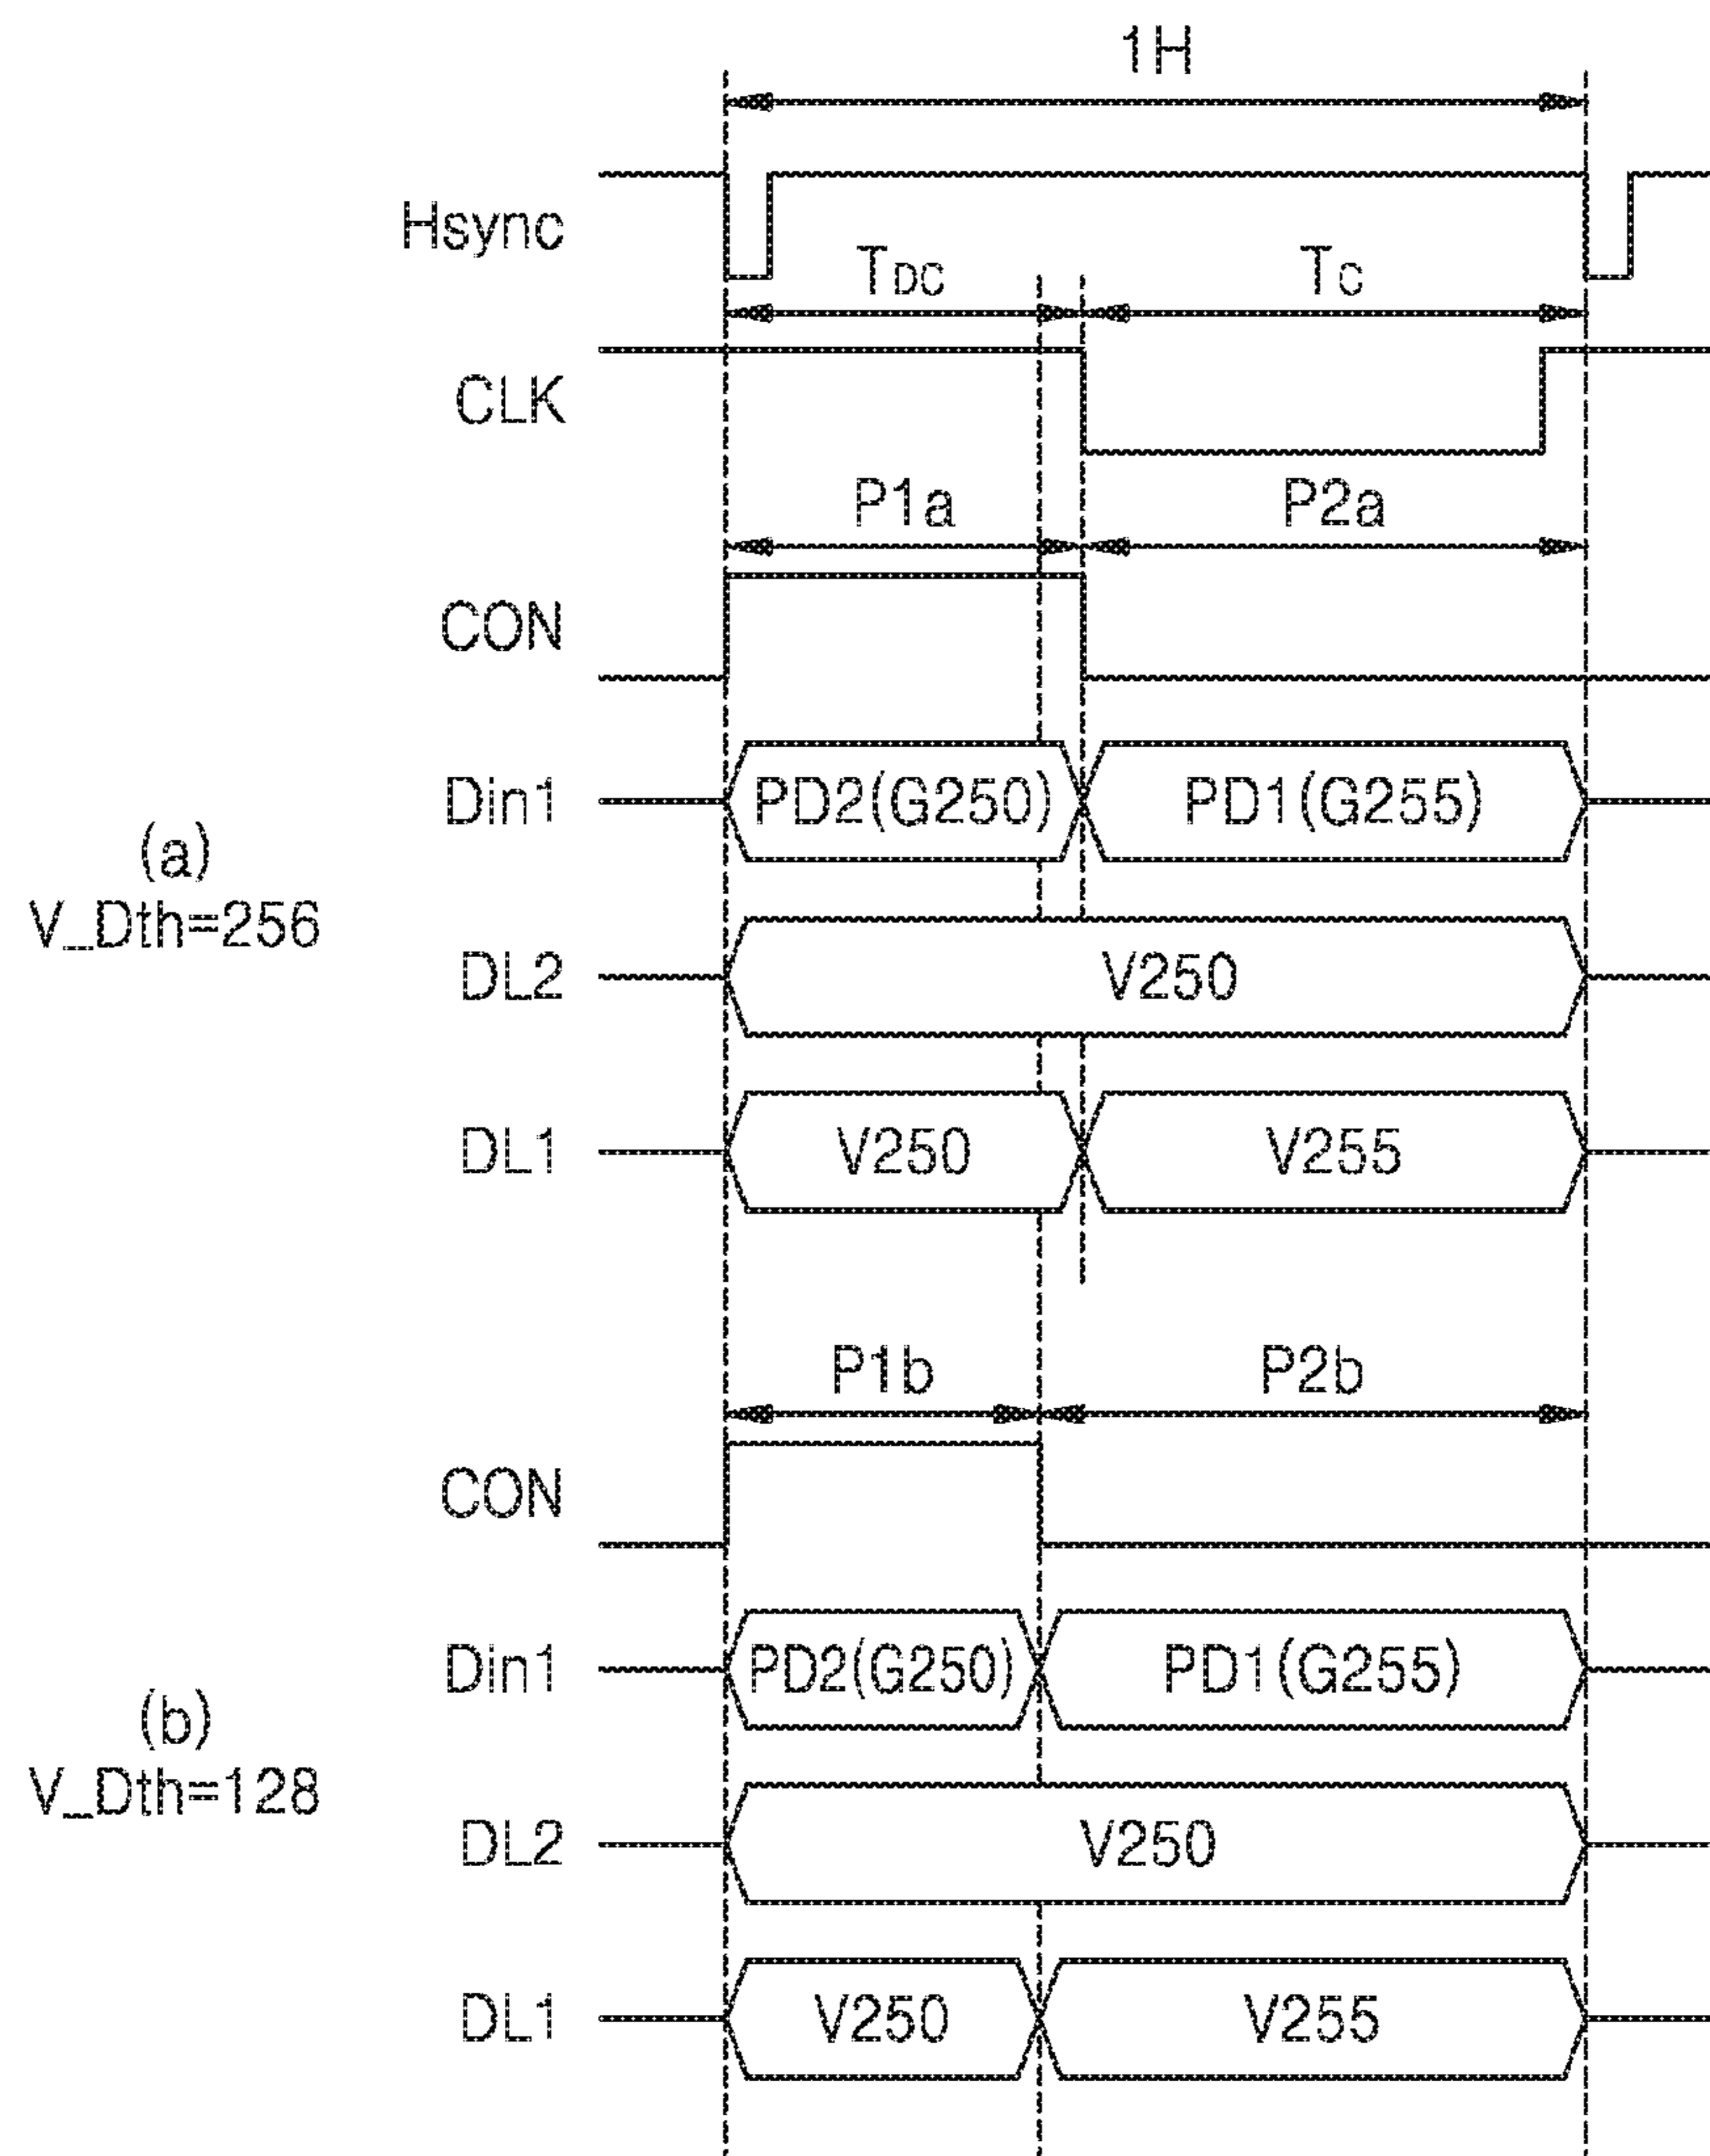 1H
Hsync
TDC TC
CLK
P1a P2a
CON
Din1 PD2(G250) PD1(G255)
(a)
V_Dth=256
DL2 V250
DL1 V250 V255
P1b P2b
CON
Din1 PD2(G250) PD1(G255)
(b)
V_Dth=128
DL2 V250
DL1 V250 V255